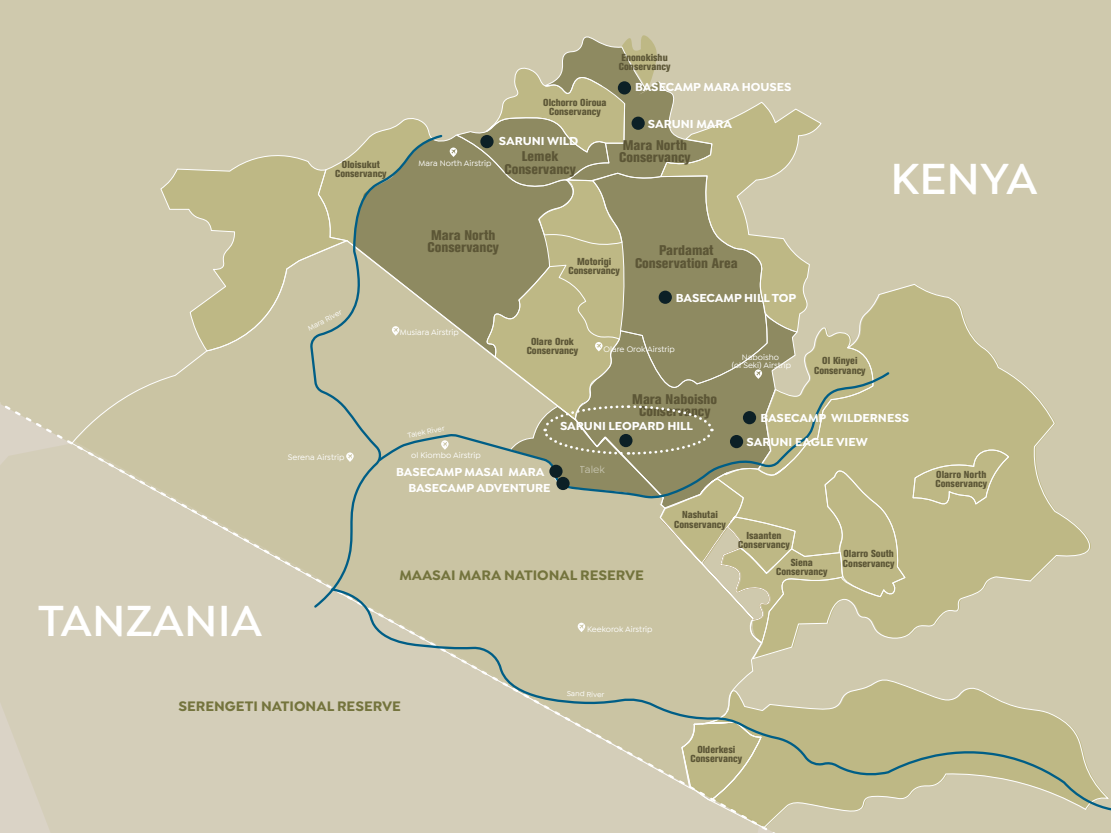 Enonokishu
Conservancy
BASECAMP MARA HOUSES
Olchorro Oiroua
Conservancy
SARUNI MARA
SARUNI WILD
Mara North
Conservancy
Lemek
Conservancy
Mara North Airstrip
Oloisukut
Conservancy
KENYA
Mara North
Conservancy
Pardamat
Conservation Area
Motorigi
Conservancy
BASECAMP HILL TOP
Mara River
Musiara Airstrip
Olare Orok
Conservancy
Olare Orok Airstrip
Naboisho
(ol Seki) Airstrip
Ol Kinyei
Conservancy
Mara Naboisho
Conservancy
SARUNI LEOPARD HILL
BASECAMP WILDERNESS
SARUNI EAGLE VIEW
Talek River
ol Kiombo Airstrip
Serena Airstrip
BASECAMP MASAI MARA
Talek
BASECAMP ADVENTURE
Olarro North
Conservancy
Nashutai
Conservancy
Isaanten
Conservancy
Olarro South
Conservancy
Siena
Conservancy
MAASAI MARA NATIONAL RESERVE
TANZANIA
Keekorok Airstrip
Sand River
SERENGETI NATIONAL RESERVE
Olderkesi
Conservancy